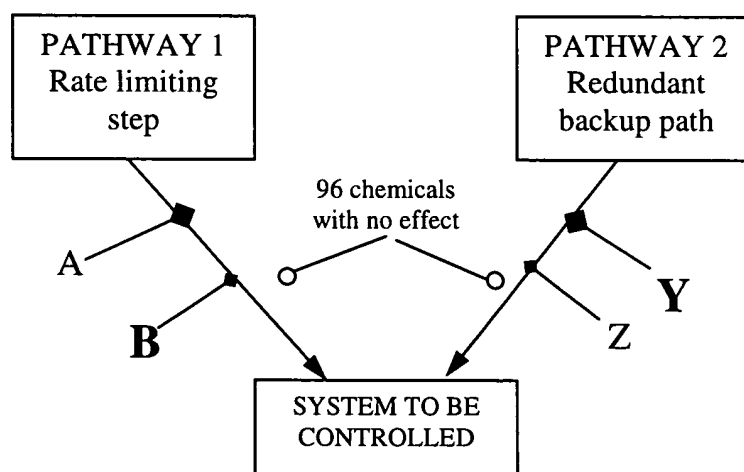 PATHWAY 1
Rate limiting
step
PATHWAY 2
Redundant
backup path
96 chemicals
with no effect
A
B
Y
Z
SYSTEM TO BE
CONTROLLED